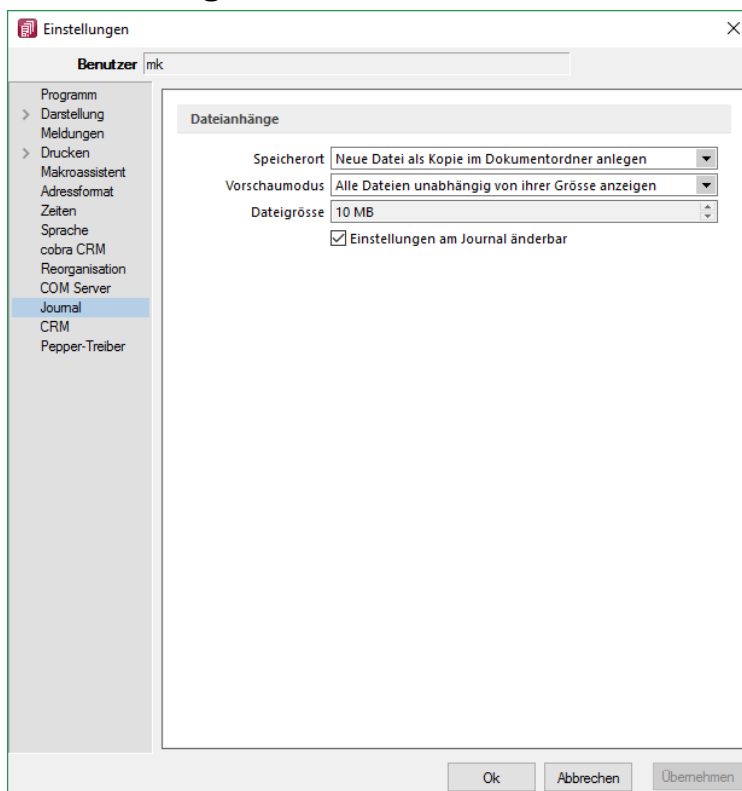 Einstellungen
Benutzer mk
Programm
Darstellung
Meldungen
Drucken
Makroassistent
Adressformat
Zeiten
Sprache
cobra CRM
Reorganisation
COM Server
Journal
CRM
Pepper-Treiber
Dateianhänge
Speicherort Neue Datei als Kopie im Dokumentordner anlegen
Vorschaumodus Alle Dateien unabhängig von ihrer Grösse anzeigen
Dateigrösse 10 MB
Einstellungen am Journal änderbar
Ok Abbrechen Übernehmen